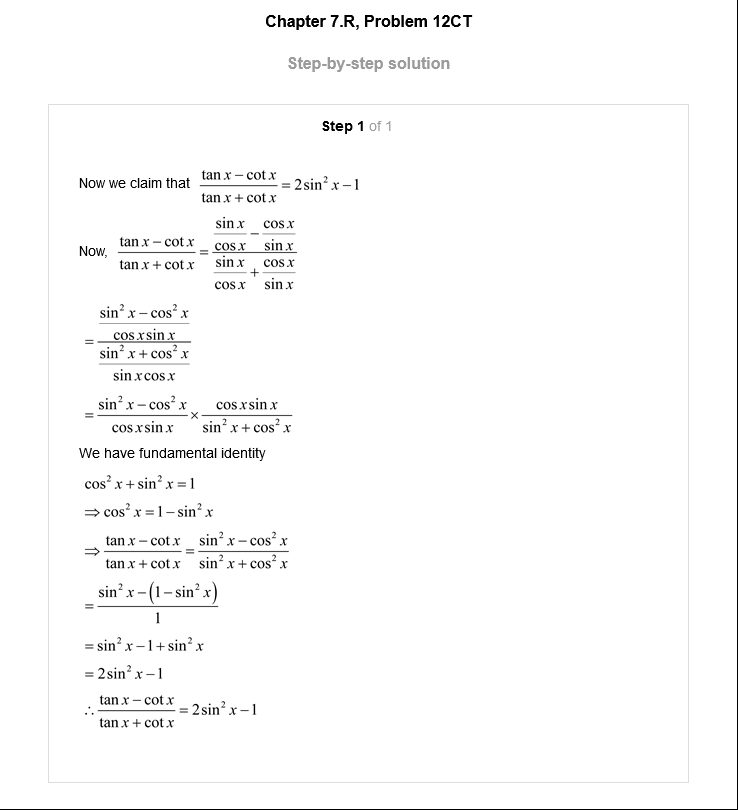 Chapter 7.R, Problem 12CT
Step-by-step solution
Step 1 of 1
Now we claim that $\frac{\tan x - \cot x}{\tan x + \cot x} = 2\sin^2 x - 1$
Now, $\frac{\tan x - \cot x}{\tan x + \cot x} = \frac{\frac{\sin x}{\cos x} - \frac{\cos x}{\sin x}}{\frac{\sin x}{\cos x} + \frac{\cos x}{\sin x}}$
$= \frac{\frac{\sin^2 x - \cos^2 x}{\cos x \sin x}}{\frac{\sin^2 x + \cos^2 x}{\sin x \cos x}}$
$= \frac{\sin^2 x - \cos^2 x}{\cos x \sin x} \times \frac{\cos x \sin x}{\sin^2 x + \cos^2 x}$
We have fundamental identity
$\cos^2 x + \sin^2 x = 1$
$\Rightarrow \cos^2 x = 1 - \sin^2 x$
$\Rightarrow \frac{\tan x - \cot x}{\tan x + \cot x} = \frac{\sin^2 x - \cos^2 x}{\sin^2 x + \cos^2 x}$
$= \frac{\sin^2 x - (1 - \sin^2 x)}{1}$
$= \sin^2 x - 1 + \sin^2 x$
$= 2\sin^2 x - 1$
$\therefore \frac{\tan x - \cot x}{\tan x + \cot x} = 2\sin^2 x - 1$